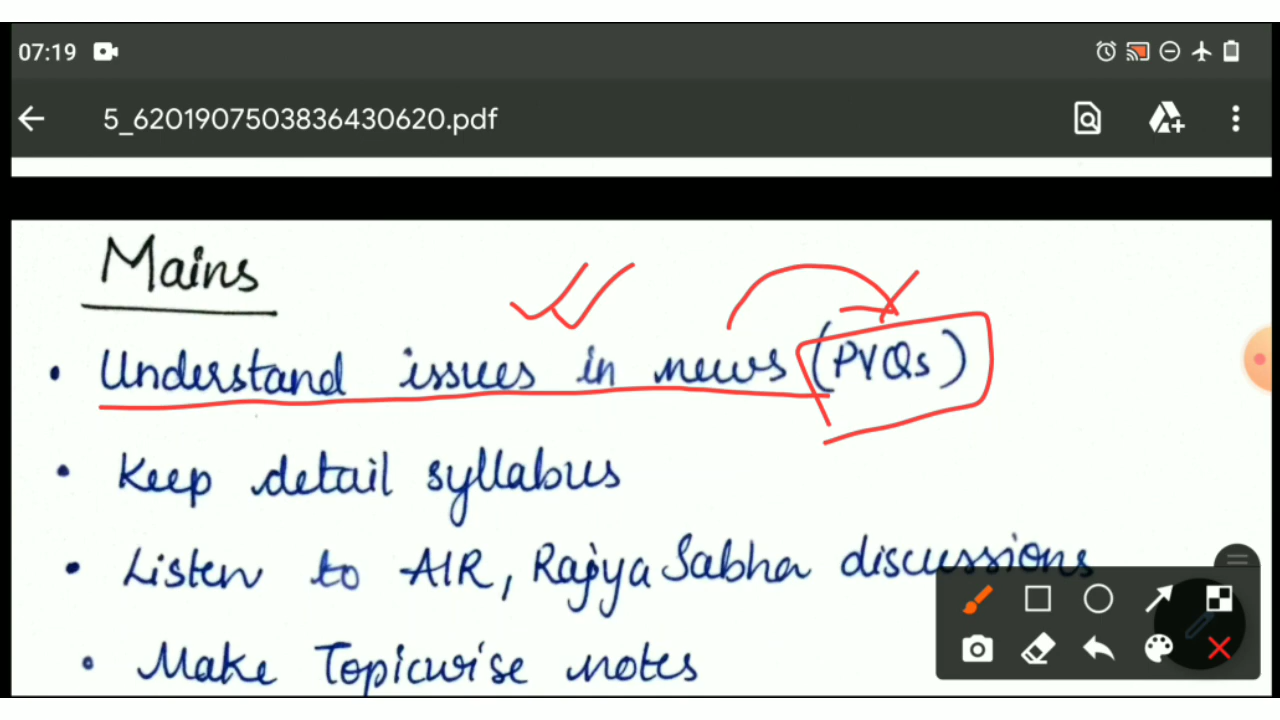 07:19
5_6201907503836430620.pdf
Mains
• Understand issues in news (PYQs)
• Keep detail syllabus
• Listen to AIR, Rajya Sabha discussions
• Make Topicwise notes